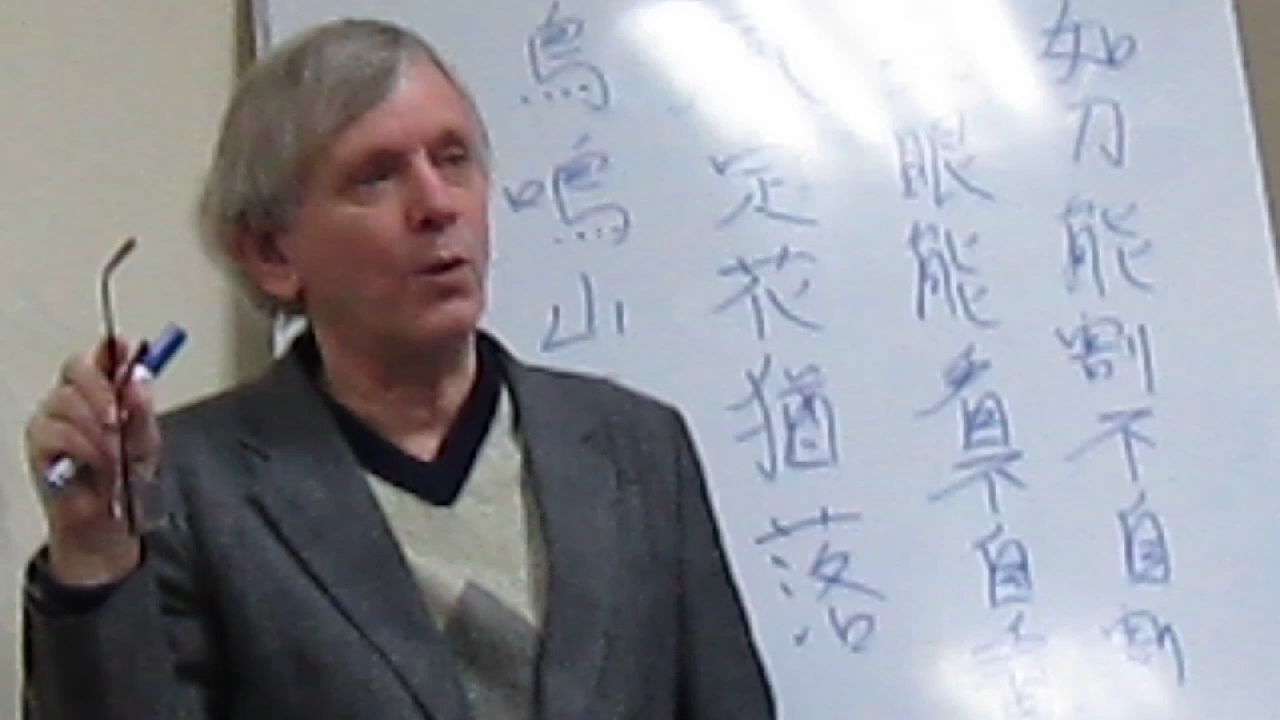 如刀能割不自割
眼能看不自看
定花猶落
鳥鳴山